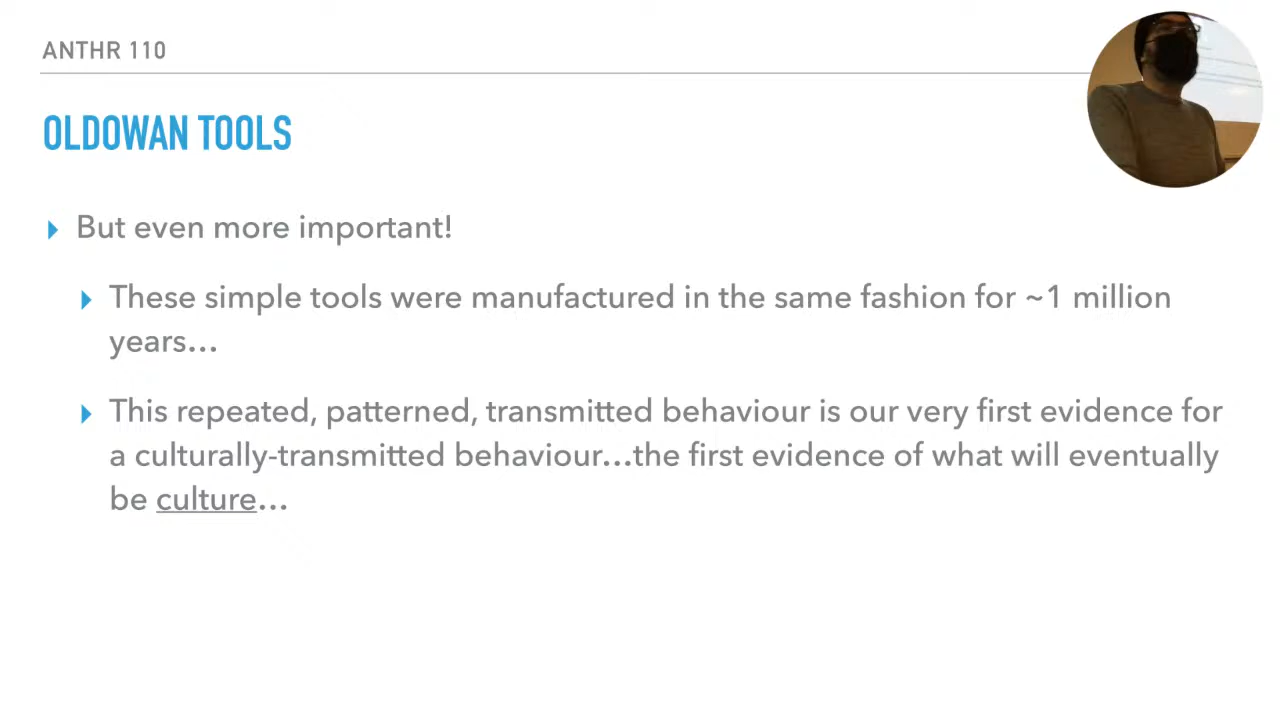 ANTHR 110
OLDOWAN TOOLS
But even more important!
These simple tools were manufactured in the same fashion for ~1 million
years…
This repeated, patterned, transmitted behaviour is our very first evidence for
a culturally-transmitted behaviour…the first evidence of what will eventually
be culture…